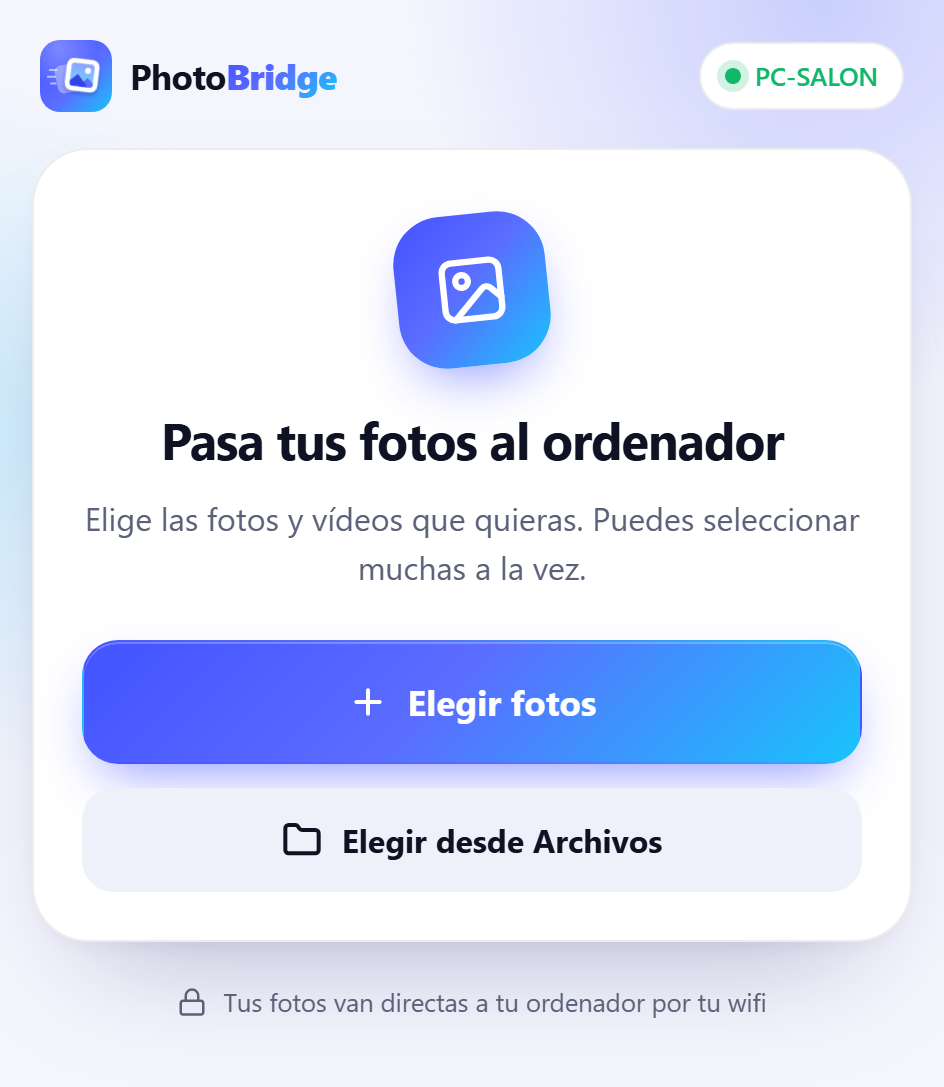 PhotoBridge
PC-SALON
Pasa tus fotos al ordenador
Elige las fotos y vídeos que quieras. Puedes seleccionar
muchas a la vez.
Elegir fotos
Elegir desde Archivos
Tus fotos van directas a tu ordenador por tu wifi